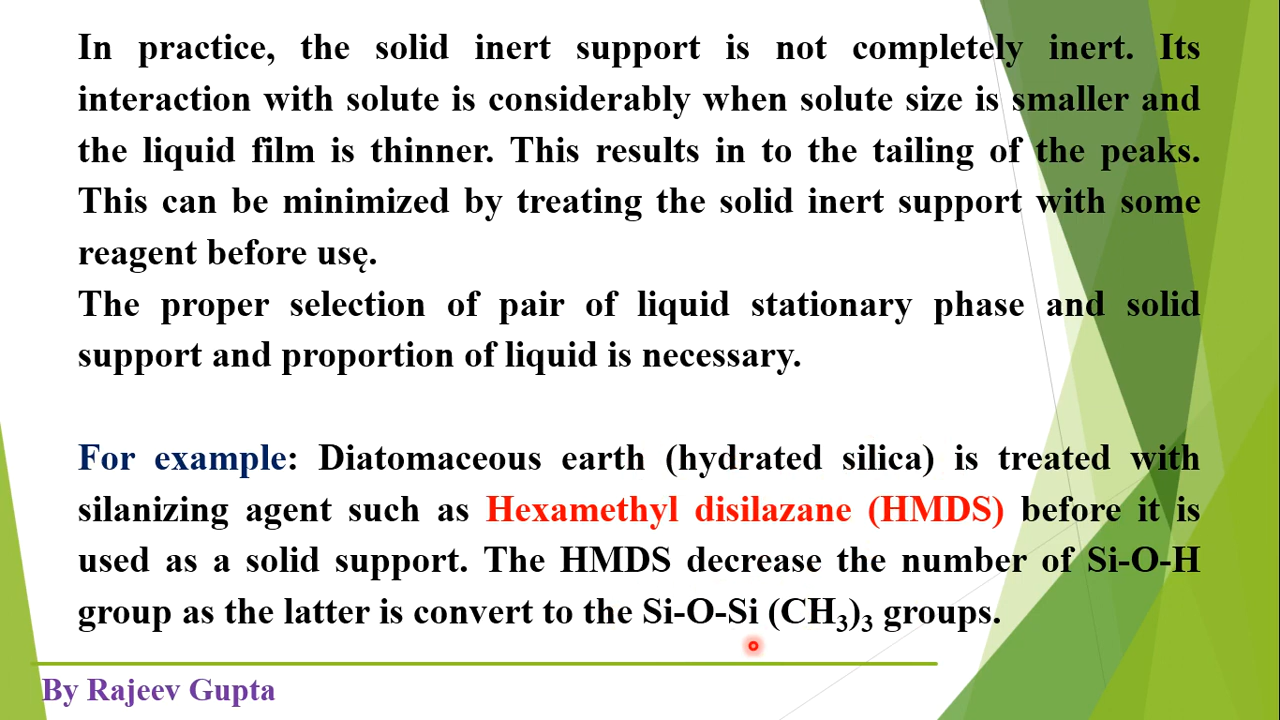 In practice, the solid inert support is not completely inert. Its
interaction with solute is considerably when solute size is smaller and
the liquid film is thinner. This results in to the tailing of the peaks.
This can be minimized by treating the solid inert support with some
reagent before use.
The proper selection of pair of liquid stationary phase and solid
support and proportion of liquid is necessary.
For example: Diatomaceous earth (hydrated silica) is treated with
silanizing agent such as Hexamethyl disilazane (HMDS) before it is
used as a solid support. The HMDS decrease the number of Si-O-H
group as the latter is convert to the Si-O-Si (CH₃)₃ groups.
By Rajeev Gupta